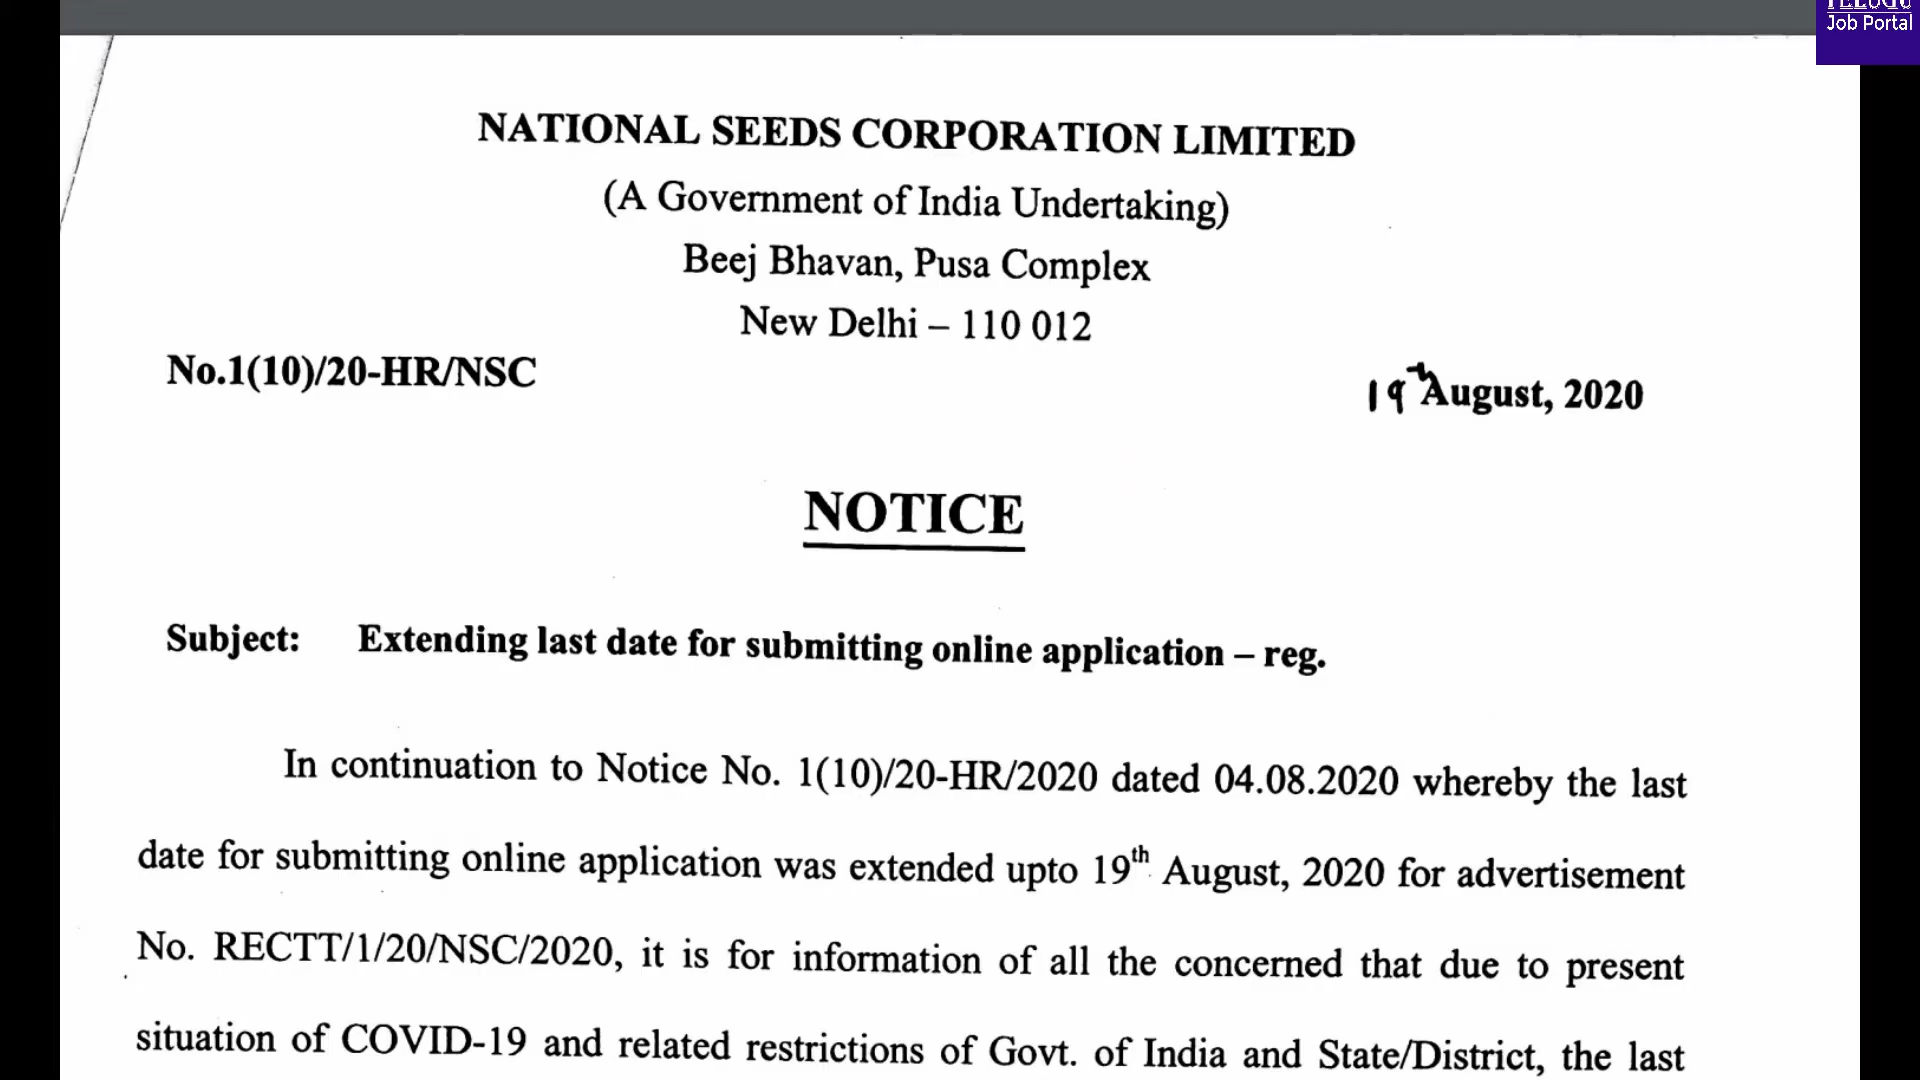 TELUGU
Job Portal
NATIONAL SEEDS CORPORATION LIMITED
(A Government of India Undertaking)
Beej Bhavan, Pusa Complex
New Delhi – 110 012
No.1(10)/20-HR/NSC
19th August, 2020
NOTICE
Subject: Extending last date for submitting online application – reg.
In continuation to Notice No. 1(10)/20-HR/2020 dated 04.08.2020 whereby the last
date for submitting online application was extended upto 19th August, 2020 for advertisement
No. RECTT/1/20/NSC/2020, it is for information of all the concerned that due to present
situation of COVID-19 and related restrictions of Govt. of India and State/District, the last